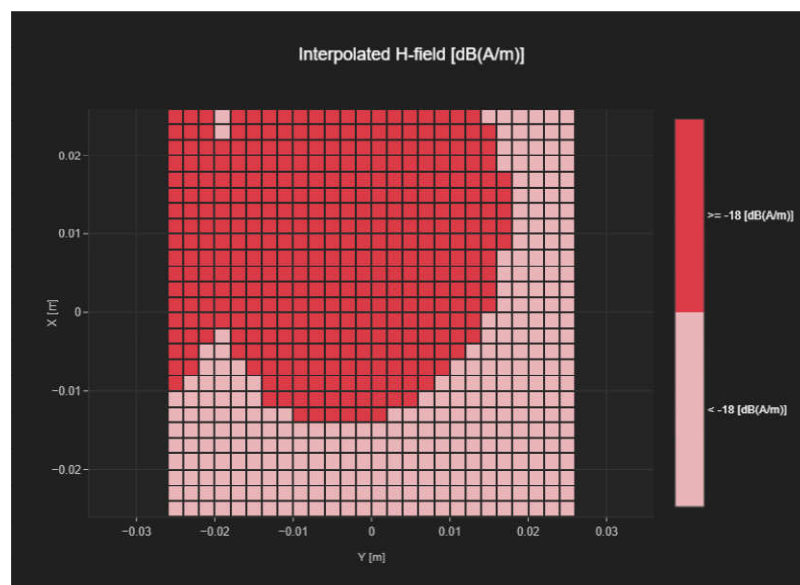 Interpolated H-field [dB(A/m)]
0.02
0.01
0
−0.01
−0.02
X [m]
>= -18 [dB(A/m)]
< -18 [dB(A/m)]
−0.03
−0.02
−0.01
0
0.01
0.02
0.03
Y [m]